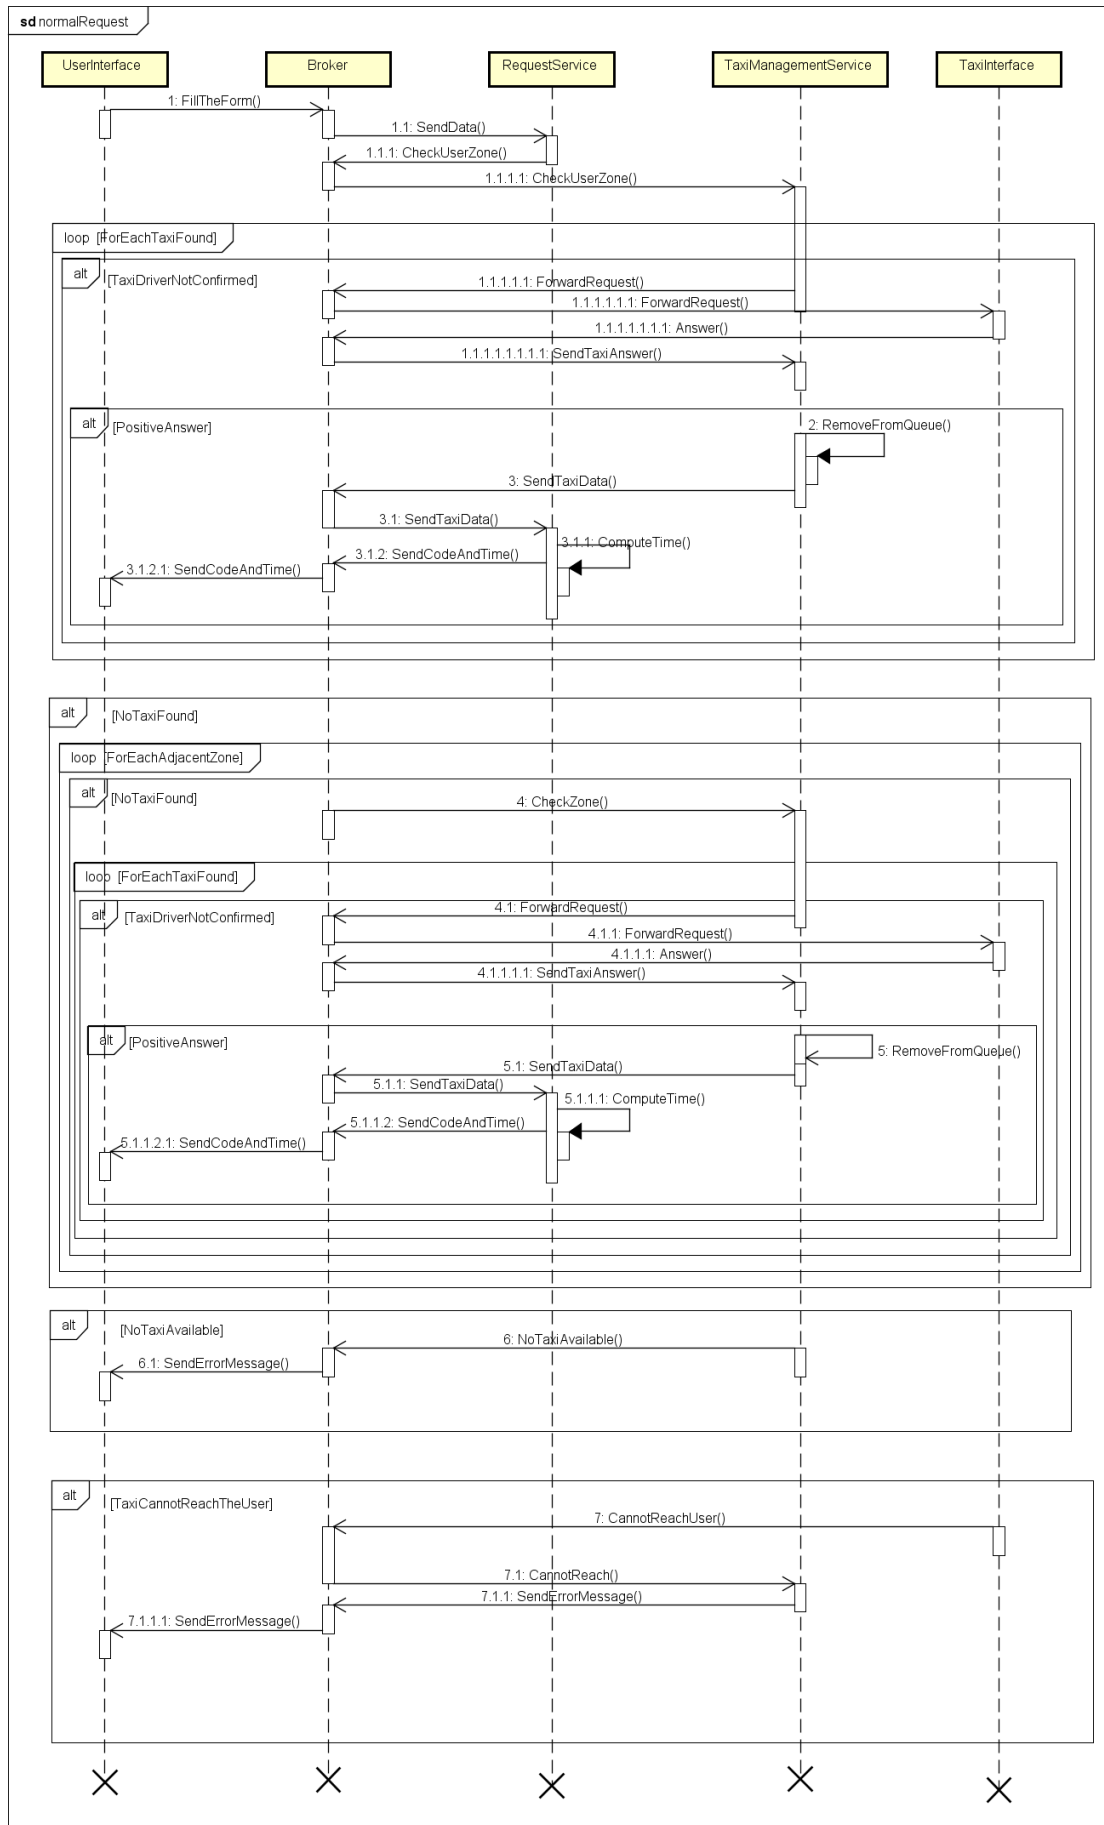 sd normalRequest
UserInterface
Broker
RequestService
TaxiManagementService
TaxiInterface
1: FillTheForm()
1.1: SendData()
1.1.1: CheckUserZone()
1.1.1.1: CheckUserZone()
loop [ForEachTaxiFound]
alt [TaxiDriverNotConfirmed]
1.1.1.1.1: ForwardRequest()
1.1.1.1.1.1: ForwardRequest()
1.1.1.1.1.1.1: Answer()
1.1.1.1.1.1.1.1: SendTaxiAnswer()
alt [PositiveAnswer]
2: RemoveFromQueue()
3: SendTaxiData()
3.1: SendTaxiData()
3.1.1: ComputeTime()
3.1.2: SendCodeAndTime()
3.1.2.1: SendCodeAndTime()
alt [NoTaxiFound]
loop [ForEachAdjacentZone]
alt [NoTaxiFound]
4: CheckZone()
loop [ForEachTaxiFound]
alt [TaxiDriverNotConfirmed]
4.1: ForwardRequest()
4.1.1: ForwardRequest()
4.1.1.1: Answer()
4.1.1.1.1: SendTaxiAnswer()
alt [PositiveAnswer]
5: RemoveFromQueue()
5.1: SendTaxiData()
5.1.1: SendTaxiData()
5.1.1.1: ComputeTime()
5.1.1.2: SendCodeAndTime()
5.1.1.2.1: SendCodeAndTime()
alt [NoTaxiAvailable]
6: NoTaxiAvailable()
6.1: SendErrorMessage()
alt [TaxiCannotReachTheUser]
7: CannotReachUser()
7.1: CannotReach()
7.1.1: SendErrorMessage()
7.1.1.1: SendErrorMessage()